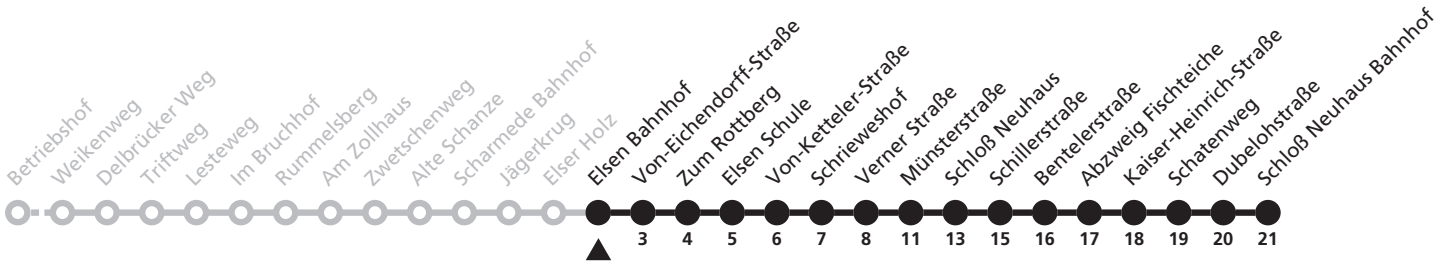 Betriebshof
Weikenweg
Delbrücker Weg
Triftweg
Lesteweg
Im Bruchhof
Rummelsberg
Am Zollhaus
Zwetschenweg
Alte Schanze
Scharmede Bahnhof
Jägerkrug
Elser Holz
Elsen Bahnhof
Von-Eichendorff-Straße
Zum Rottberg
Elsen Schule
Von-Ketteler-Straße
Schrieweshof
Verner Straße
Münsterstraße
Schloß Neuhaus
Schillerstraße
Bentelerstraße
Abzweig Fischteiche
Kaiser-Heinrich-Straße
Schatenweg
Dubelohstraße
Schloß Neuhaus Bahnhof
3 4 5 6 7 8 11 13 15 16 17 18 19 20 21